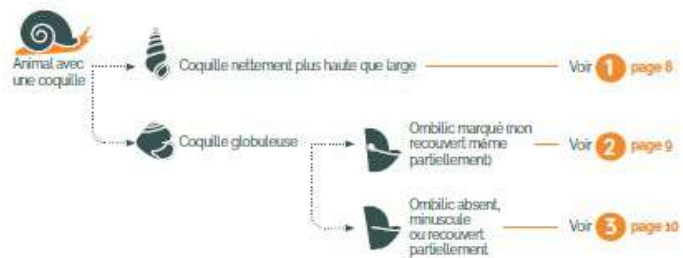 Animal avec
une coquille
Coquille nettement plus haute que large
Voir 1 page 8
Coquille globuleuse
Ombilic marqué (non
recouvert même
partiellement)
Voir 2 page 9
Ombilic absent,
minuscule
ou recouvert
partiellement
Voir 3 page 10